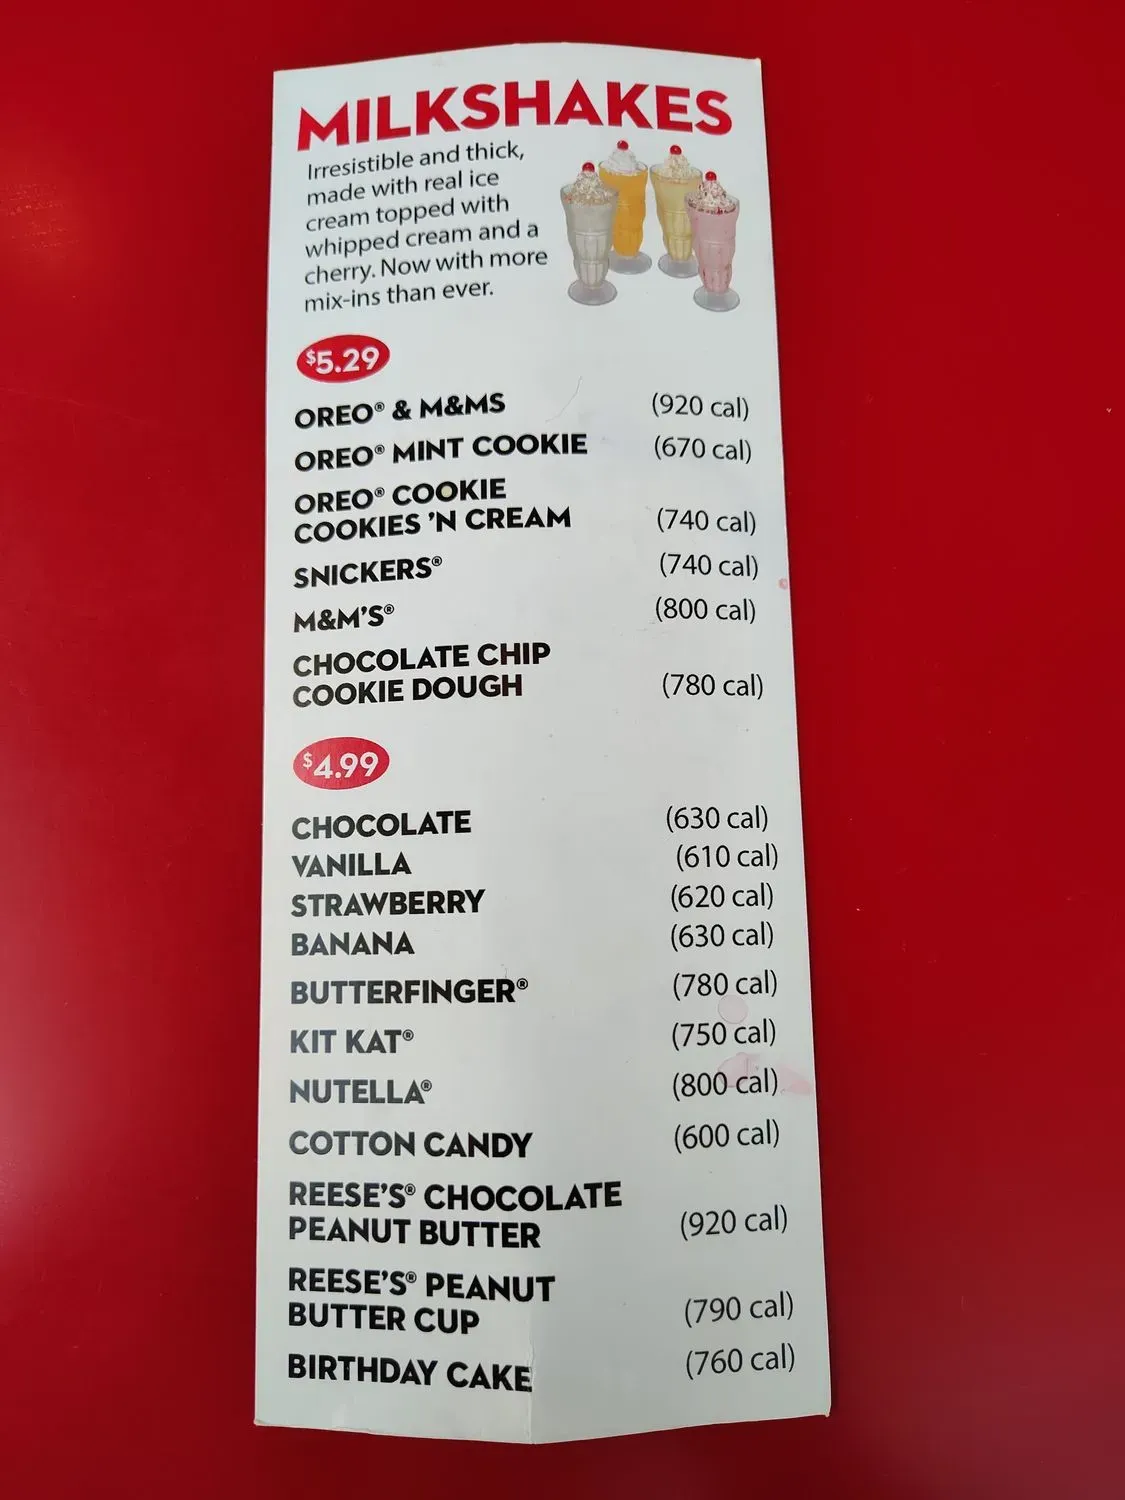 MILKSHAKES
Irresistible and thick,
made with real ice
cream topped with
whipped cream and a
cherry. Now with more
mix-ins than ever.
$5.29
OREO® & M&MS (920 cal)
OREO® MINT COOKIE (670 cal)
OREO® COOKIE
COOKIES 'N CREAM (740 cal)
SNICKERS® (740 cal)
M&M'S® (800 cal)
CHOCOLATE CHIP
COOKIE DOUGH (780 cal)
$4.99
CHOCOLATE (630 cal)
VANILLA (610 cal)
STRAWBERRY (620 cal)
BANANA (630 cal)
BUTTERFINGER® (780 cal)
KIT KAT® (750 cal)
NUTELLA® (800 cal)
COTTON CANDY (600 cal)
REESE'S® CHOCOLATE
PEANUT BUTTER (920 cal)
REESE'S® PEANUT
BUTTER CUP (790 cal)
BIRTHDAY CAKE (760 cal)